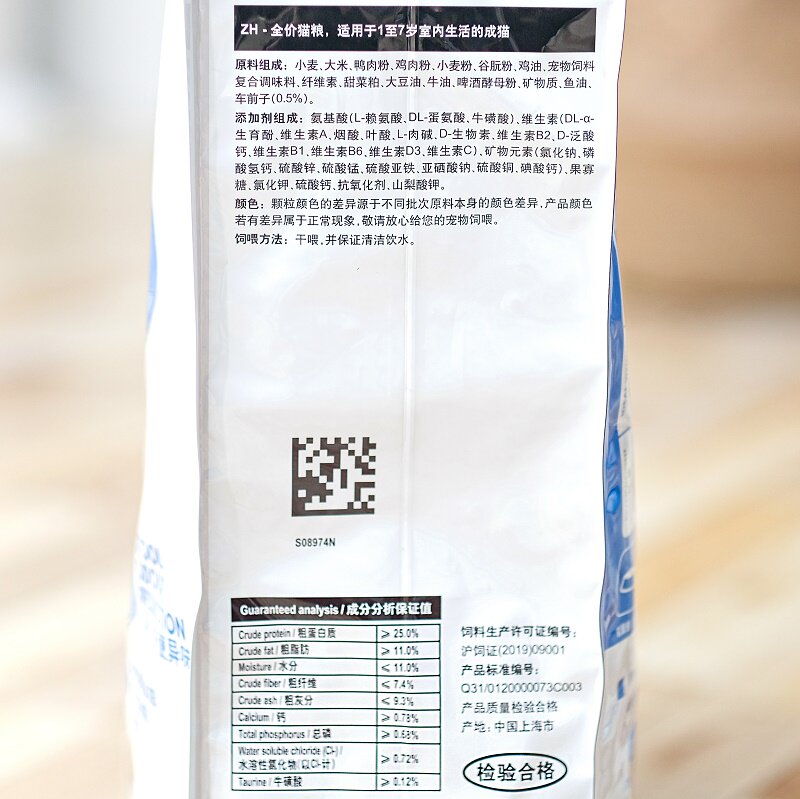 ZH - 全价猫粮，适用于1至7岁室内生活的成猫
原料组成：小麦、大米、鸭肉粉、鸡肉粉、小麦粉、谷朊粉、鸡油、宠物饲料
复合调味料、纤维素、甜菜粕、大豆油、牛油、啤酒酵母粉、矿物质、鱼油、
车前子(0.5%)。
添加剂组成：氨基酸(L-赖氨酸、DL-蛋氨酸、牛磺酸)、维生素(DL-α-
生育酚、维生素A、烟酸、叶酸、L-肉碱、D-生物素、维生素B2、D-泛酸
钙、维生素B1、维生素B6、维生素D3、维生素C)、矿物元素(氯化钠、磷
酸氢钙、硫酸锌、硫酸锰、硫酸亚铁、亚硒酸钠、硫酸铜、碘酸钙)、果寡
糖、氯化钾、硫酸钙、抗氧化剂、山梨酸钾。
颜色：颗粒颜色的差异源于不同批次原料本身的颜色差异，产品颜色
若有差异属于正常现象，敬请放心给您的宠物饲喂。
饲喂方法：干喂，并保证清洁饮水。
S08974N
Guaranteed analysis / 成分分析保证值
Crude protein / 粗蛋白质 ≥ 25.0%
Crude fat / 粗脂肪 ≥ 11.0%
Moisture / 水分 ≤ 11.0%
Crude fiber / 粗纤维 ≤ 7.4%
Crude ash / 粗灰分 ≤ 9.3%
Calcium / 钙 ≥ 0.78%
Total phosphorus / 总磷 ≥ 0.68%
Water soluble chloride (Cl-) /
水溶性氯化物(以Cl-计) ≥ 0.72%
Taurine / 牛磺酸 ≥ 0.12%
饲料生产许可证编号：
沪饲证(2019)09001
产品标准编号：
Q31/0120000073C003
产品质量检验合格
产地：中国上海市
检验合格